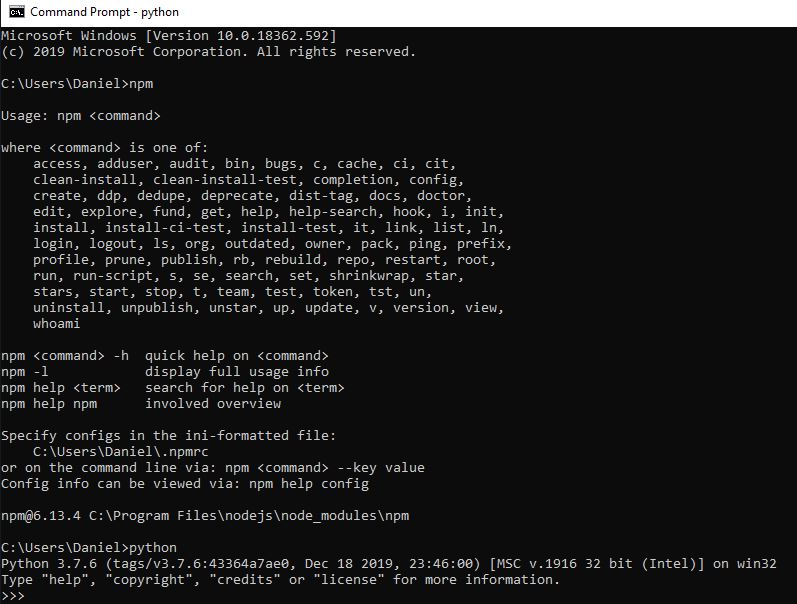 Command Prompt - python
Microsoft Windows [Version 10.0.18362.592]
(c) 2019 Microsoft Corporation. All rights reserved.
C:\Users\Daniel>npm
Usage: npm <command>
where <command> is one of:
    access, adduser, audit, bin, bugs, c, cache, ci, cit,
    clean-install, clean-install-test, completion, config,
    create, ddp, dedupe, deprecate, dist-tag, docs, doctor,
    edit, explore, fund, get, help, help-search, hook, i, init,
    install, install-ci-test, install-test, it, link, list, ln,
    login, logout, ls, org, outdated, owner, pack, ping, prefix,
    profile, prune, publish, rb, rebuild, repo, restart, root,
    run, run-script, s, se, search, set, shrinkwrap, star,
    stars, start, stop, t, team, test, token, tst, un,
    uninstall, unpublish, unstar, up, update, v, version, view,
    whoami
npm <command> -h  quick help on <command>
npm -l            display full usage info
npm help <term>   search for help on <term>
npm help npm      involved overview
Specify configs in the ini-formatted file:
    C:\Users\Daniel\.npmrc
or on the command line via: npm <command> --key value
Config info can be viewed via: npm help config
npm@6.13.4 C:\Program Files\nodejs\node_modules\npm
C:\Users\Daniel>python
Python 3.7.6 (tags/v3.7.6:43364a7ae0, Dec 18 2019, 23:46:00) [MSC v.1916 32 bit (Intel)] on win32
Type "help", "copyright", "credits" or "license" for more information.
>>>